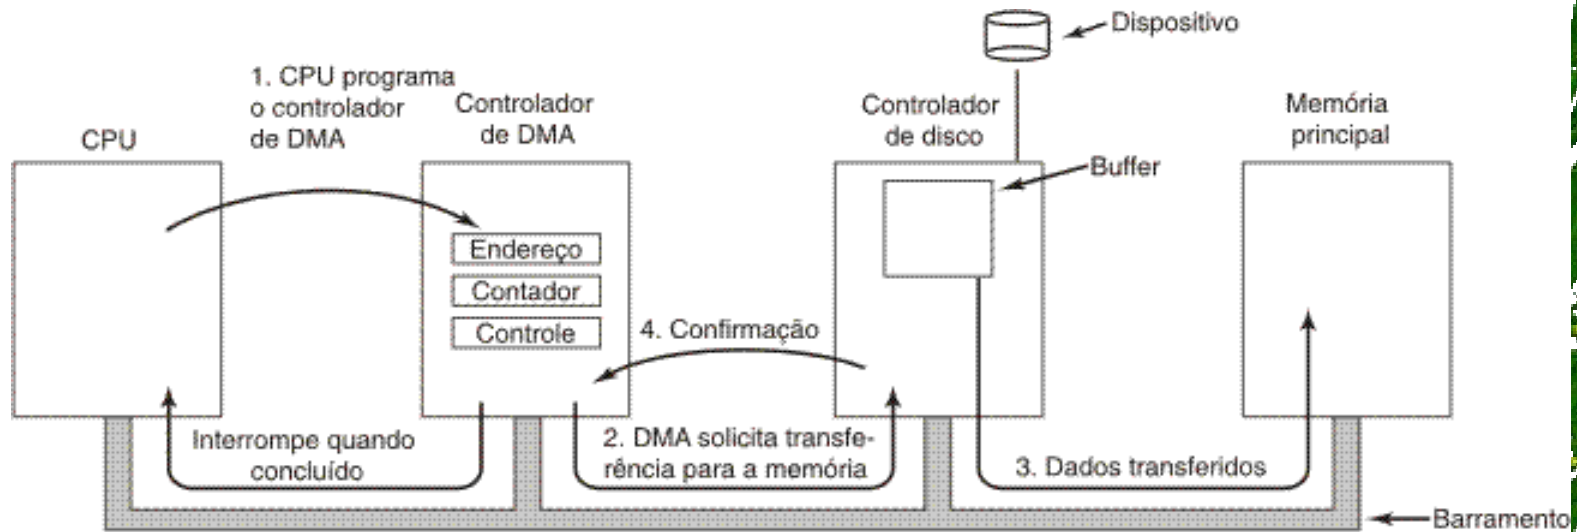 Dispositivo
1. CPU programa
o controlador
de DMA
CPU
Controlador
de DMA
Controlador
de disco
Memória
principal
Buffer
Endereço
Contador
Controle
4. Confirmação
Interrompe quando
concluído
2. DMA solicita transfe-
rência para a memória
3. Dados transferidos
Barramento